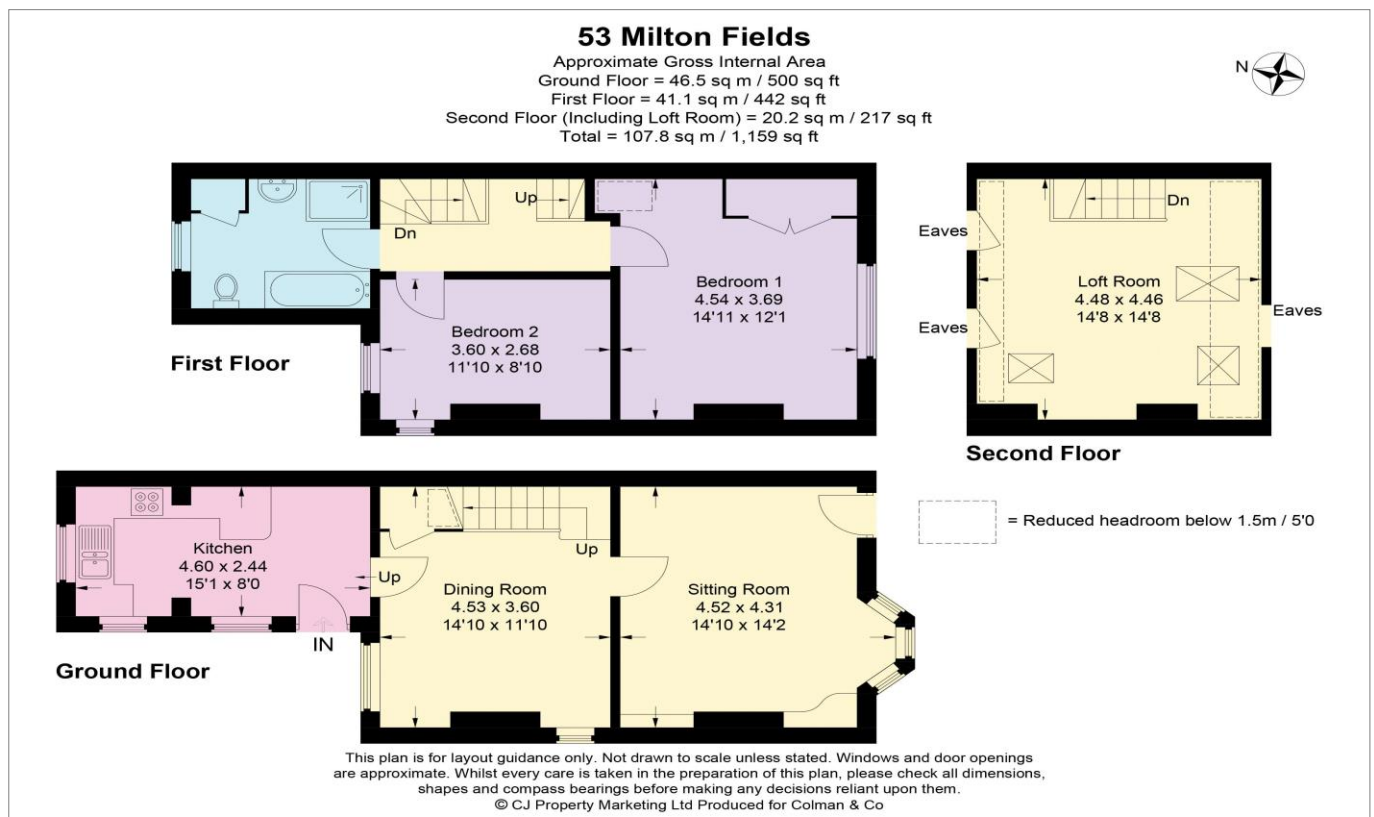 53 Milton Fields
Approximate Gross Internal Area
Ground Floor = 46.5 sq m / 500 sq ft
First Floor = 41.1 sq m / 442 sq ft
Second Floor (Including Loft Room) = 20.2 sq m / 217 sq ft
Total = 107.8 sq m / 1,159 sq ft
N
Dn
Up
Bedroom 1
4.54 x 3.69
14'11 x 12'1
Bedroom 2
3.60 x 2.68
11'10 x 8'10
First Floor
Dn
Eaves
Eaves
Eaves
Loft Room
4.48 x 4.46
14'8 x 14'8
Second Floor
Kitchen
4.60 x 2.44
15'1 x 8'0
Up
IN
Up
Dining Room
4.53 x 3.60
14'10 x 11'10
Sitting Room
4.52 x 4.31
14'10 x 14'2
Ground Floor
= Reduced headroom below 1.5m / 5'0
This plan is for layout guidance only. Not drawn to scale unless stated. Windows and door openings
are approximate. Whilst every care is taken in the preparation of this plan, please check all dimensions,
shapes and compass bearings before making any decisions reliant upon them.
© CJ Property Marketing Ltd Produced for Colman & Co